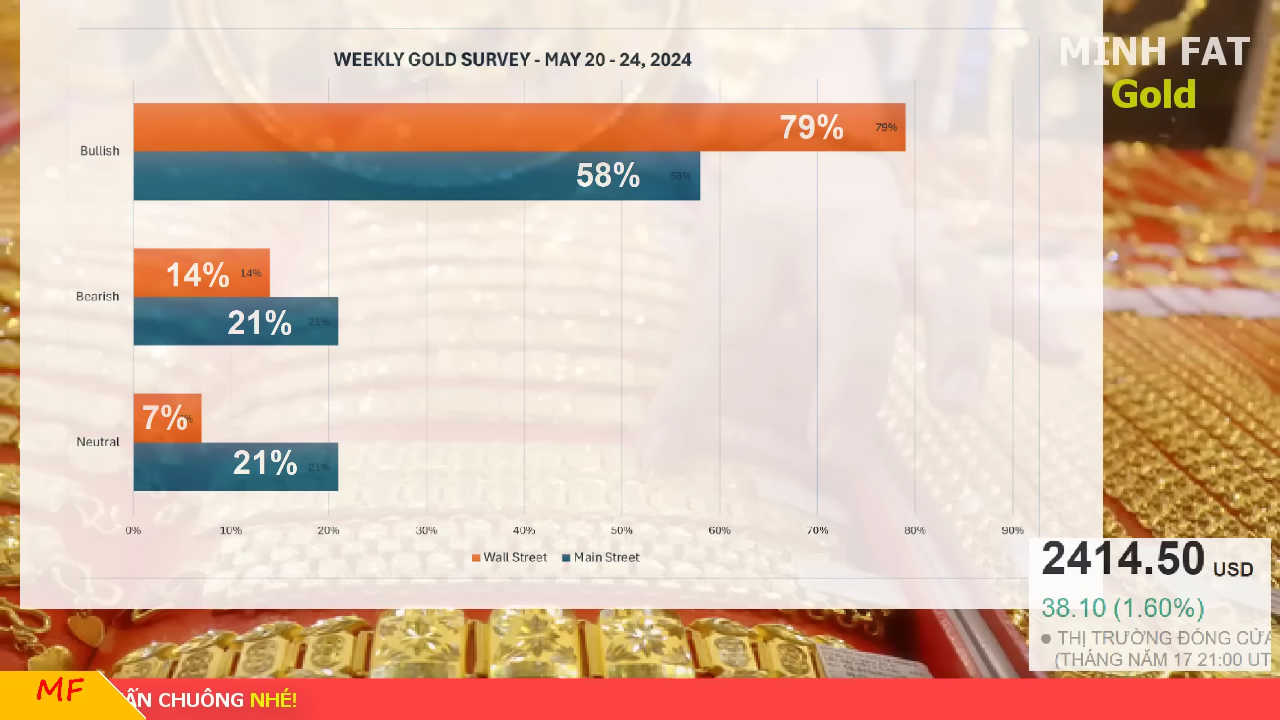 WEEKLY GOLD SURVEY - MAY 20 - 24, 2024
MINH FAT
Gold
Bullish
79% 79%
58% 58%
Bearish
14% 14%
21% 21%
Neutral
7%
21% 21%
0% 10% 20% 30% 40% 50% 60% 70% 80% 90%
Wall Street Main Street
2414.50 USD
38.10 (1.60%)
THỊ TRƯỜNG ĐÓNG CỬA
(THÁNG NĂM 17 21:00 UT
MF ẤN CHUÔNG NHÉ!